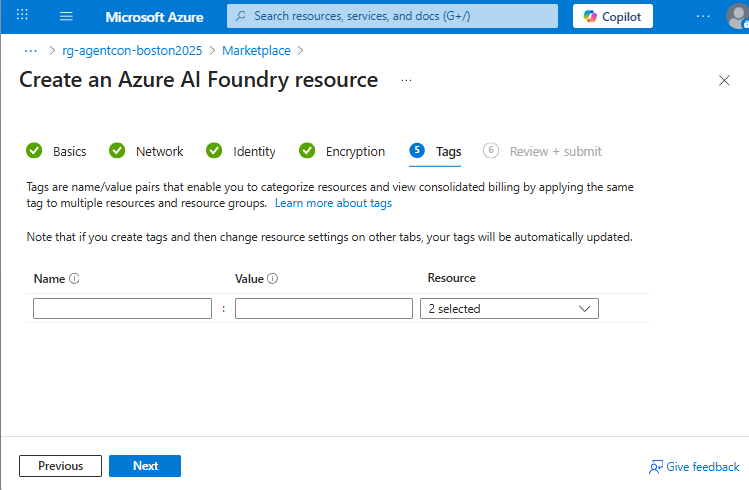 Microsoft Azure
Search resources, services, and docs (G+/)
Copilot
...
... > rg-agentcon-boston2025 > Marketplace >
Create an Azure AI Foundry resource ...
Basics
Network
Identity
Encryption
5 Tags
6 Review + submit
Tags are name/value pairs that enable you to categorize resources and view consolidated billing by applying the same
tag to multiple resources and resource groups. Learn more about tags
Note that if you create tags and then change resource settings on other tabs, your tags will be automatically updated.
Name
Value
Resource
:
2 selected
Previous
Next
Give feedback